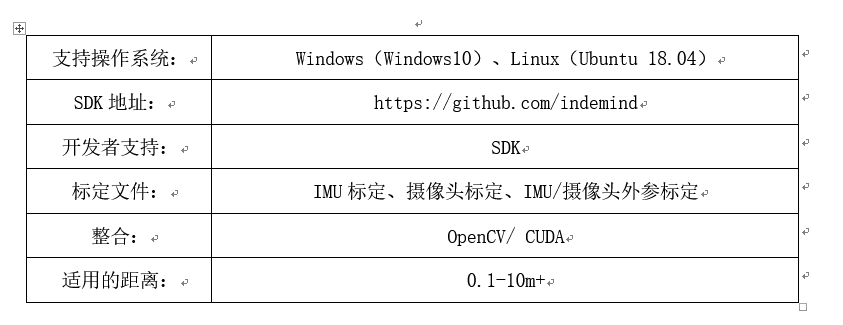 支持操作系统： Windows（Windows10）、Linux（Ubuntu 18.04）
SDK 地址： https://github.com/indemind
开发者支持： SDK
标定文件： IMU 标定、摄像头标定、IMU/摄像头外参标定
整合： OpenCV/ CUDA
适用的距离： 0.1-10m+